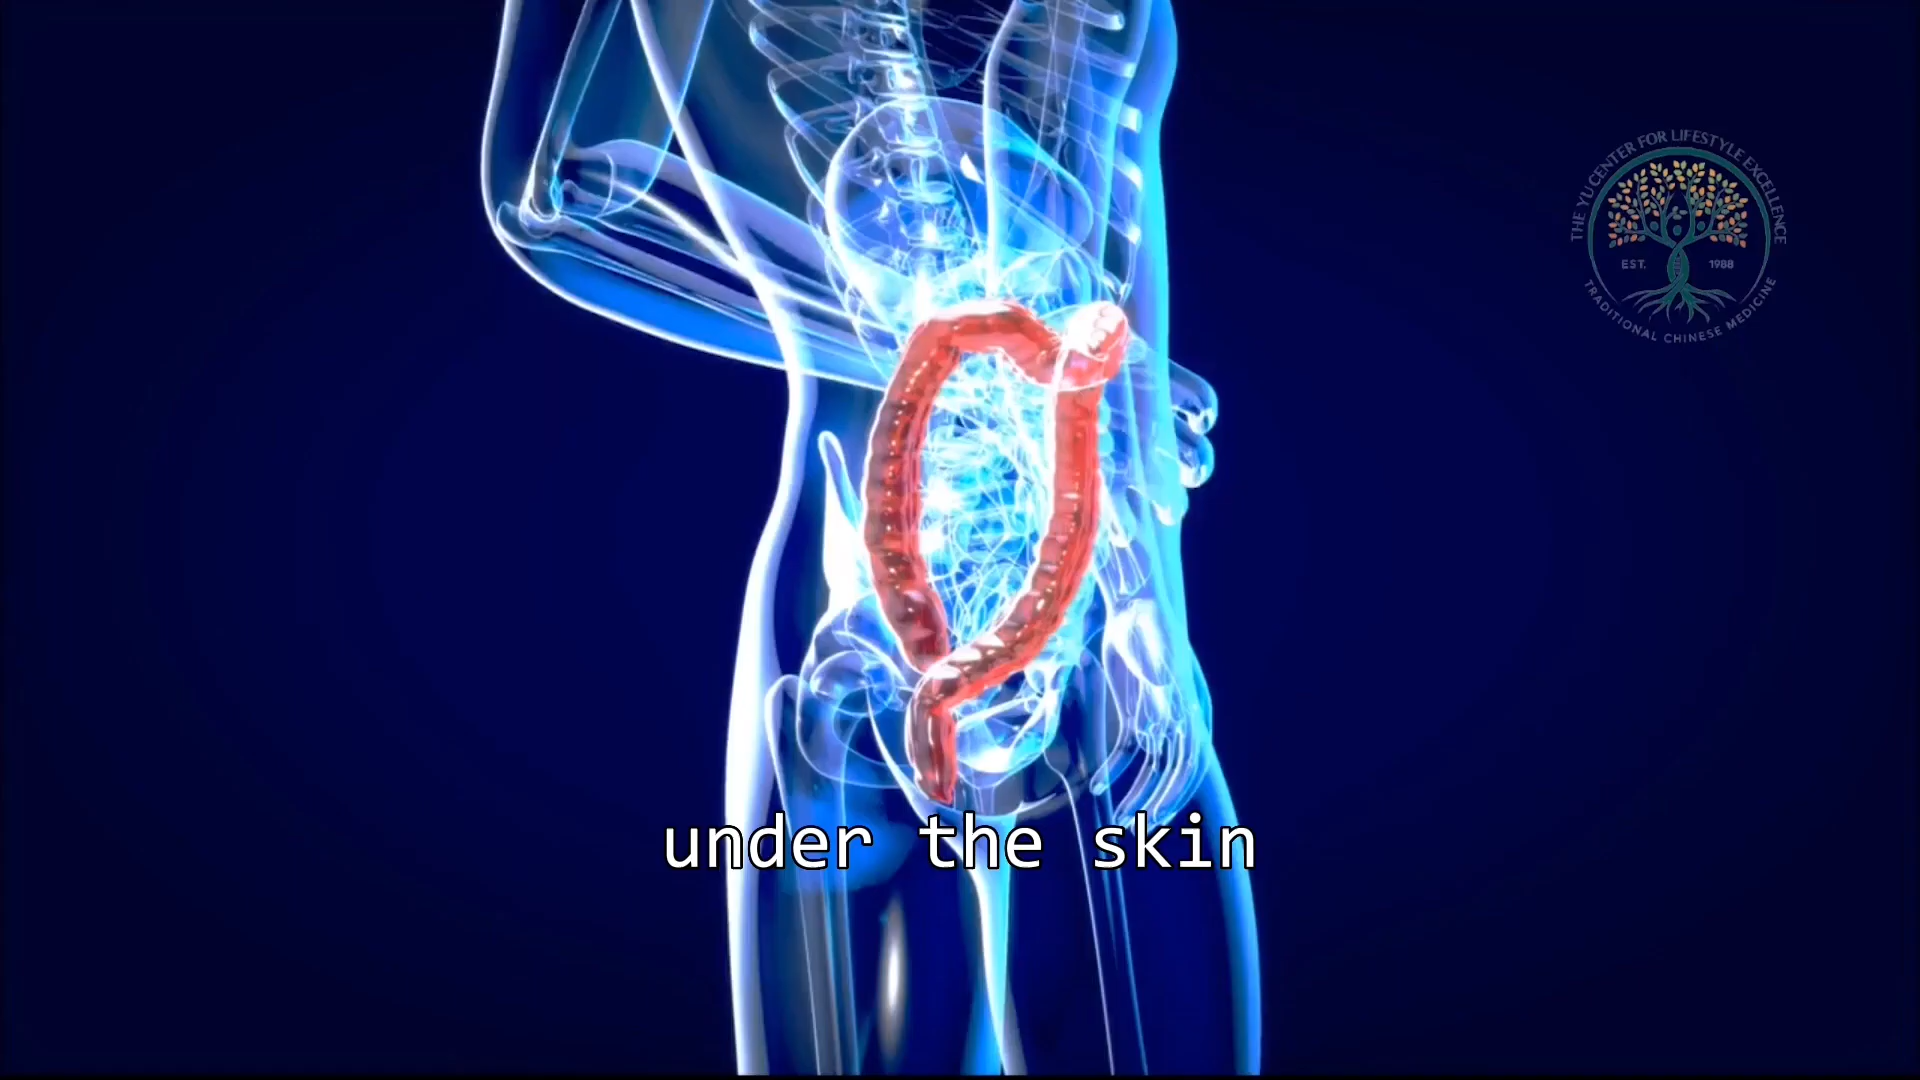 THE YU CENTER FOR LIFESTYLE EXCELLENCE
EST. 1988
TRADITIONAL CHINESE MEDICINE
under the skin